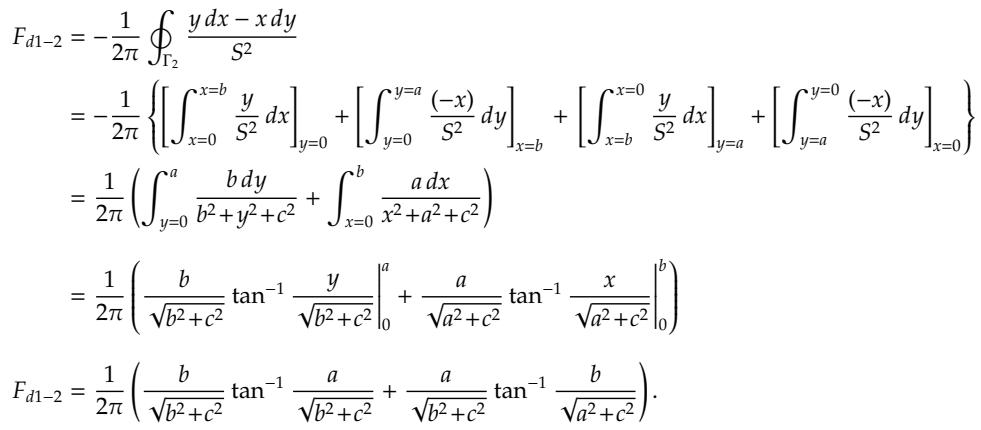 F_{d1-2} = -\frac{1}{2\pi} \oint_{\Gamma_2} \frac{y\,dx - x\,dy}{S^2}
= -\frac{1}{2\pi} \left\{ \left[ \int_{x=0}^{x=b} \frac{y}{S^2}\,dx \right]_{y=0} + \left[ \int_{y=0}^{y=a} \frac{(-x)}{S^2}\,dy \right]_{x=b} + \left[ \int_{x=b}^{x=0} \frac{y}{S^2}\,dx \right]_{y=a} + \left[ \int_{y=a}^{y=0} \frac{(-x)}{S^2}\,dy \right]_{x=0} \right\}
= \frac{1}{2\pi} \left( \int_{y=0}^{a} \frac{b\,dy}{b^2+y^2+c^2} + \int_{x=0}^{b} \frac{a\,dx}{x^2+a^2+c^2} \right)
= \frac{1}{2\pi} \left( \frac{b}{\sqrt{b^2+c^2}} \tan^{-1} \frac{y}{\sqrt{b^2+c^2}} \Big|_0^a + \frac{a}{\sqrt{a^2+c^2}} \tan^{-1} \frac{x}{\sqrt{a^2+c^2}} \Big|_0^b \right)
F_{d1-2} = \frac{1}{2\pi} \left( \frac{b}{\sqrt{b^2+c^2}} \tan^{-1} \frac{a}{\sqrt{b^2+c^2}} + \frac{a}{\sqrt{b^2+c^2}} \tan^{-1} \frac{b}{\sqrt{a^2+c^2}} \right).